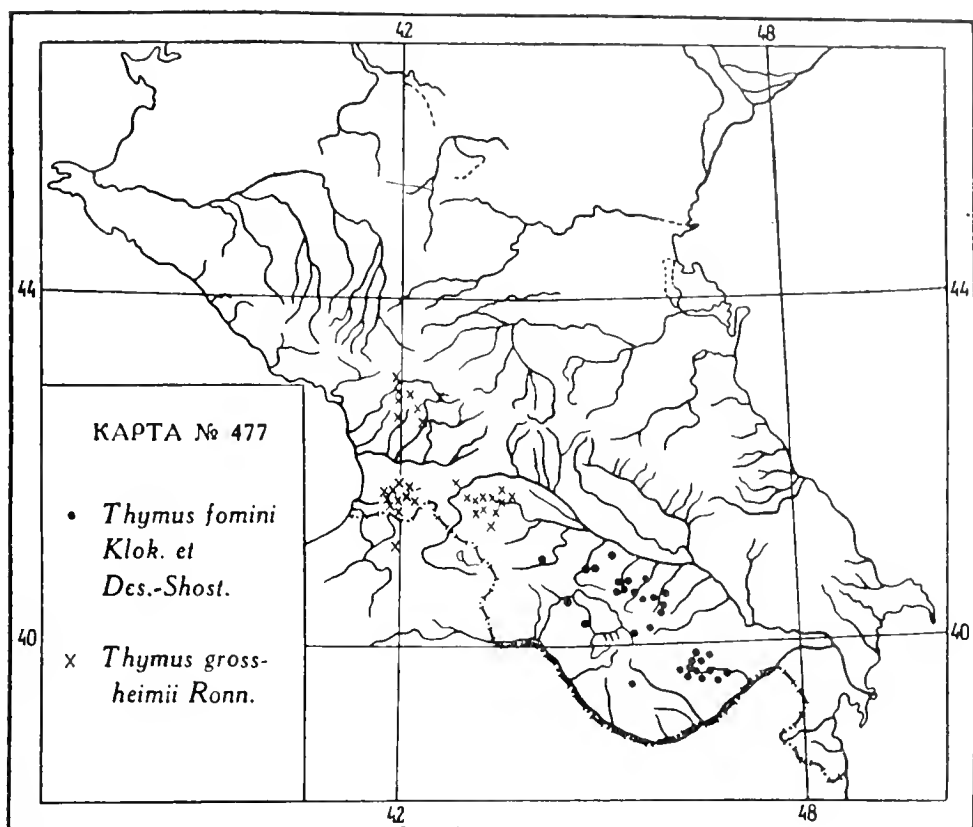 42 48
44 44
КАРТА № 477
• Thymus fomini
Klok. et
Des.-Shost.
40 40
x Thymus gross-
heimii Ronn.
42 48